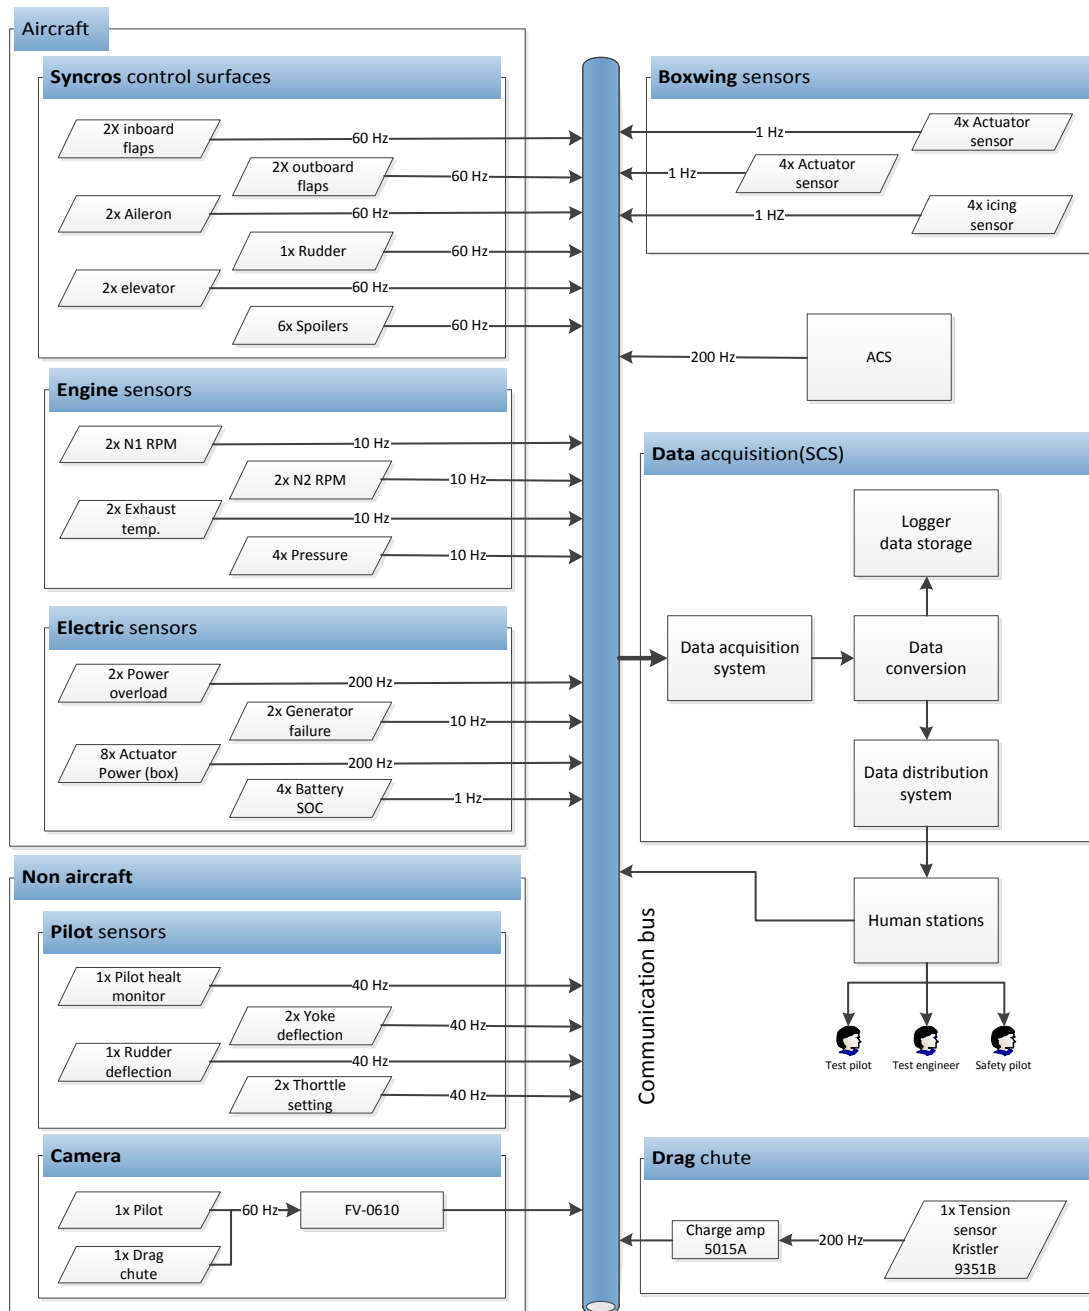 Aircraft
Syncros control surfaces
2X inboard
flaps
60 Hz
2X outboard
flaps
60 Hz
2x Aileron
60 Hz
1x Rudder
60 Hz
2x elevator
60 Hz
6x Spoilers
60 Hz
Engine sensors
2x N1 RPM
10 Hz
2x N2 RPM
10 Hz
2x Exhaust
temp.
10 Hz
4x Pressure
10 Hz
Electric sensors
2x Power
overload
200 Hz
2x Generator
failure
10 Hz
8x Actuator
Power (box)
200 Hz
4x Battery
SOC
1 Hz
Non aircraft
Pilot sensors
1x Pilot healt
monitor
40 Hz
2x Yoke
deflection
40 Hz
1x Rudder
deflection
40 Hz
2x Thorttle
setting
40 Hz
Camera
1x Pilot
60 Hz
FV-0610
1x Drag
chute
Communication bus
Boxwing sensors
1 Hz
4x Actuator
sensor
1 Hz
4x Actuator
sensor
1 HZ
4x icing
sensor
200 Hz
ACS
Data acquisition(SCS)
Logger
data storage
Data acquisition
system
Data
conversion
Data distribution
system
Human stations
Test pilot
Test engineer
Safety pilot
Drag chute
Charge amp
5015A
200 Hz
1x Tension
sensor
Kristler
9351B